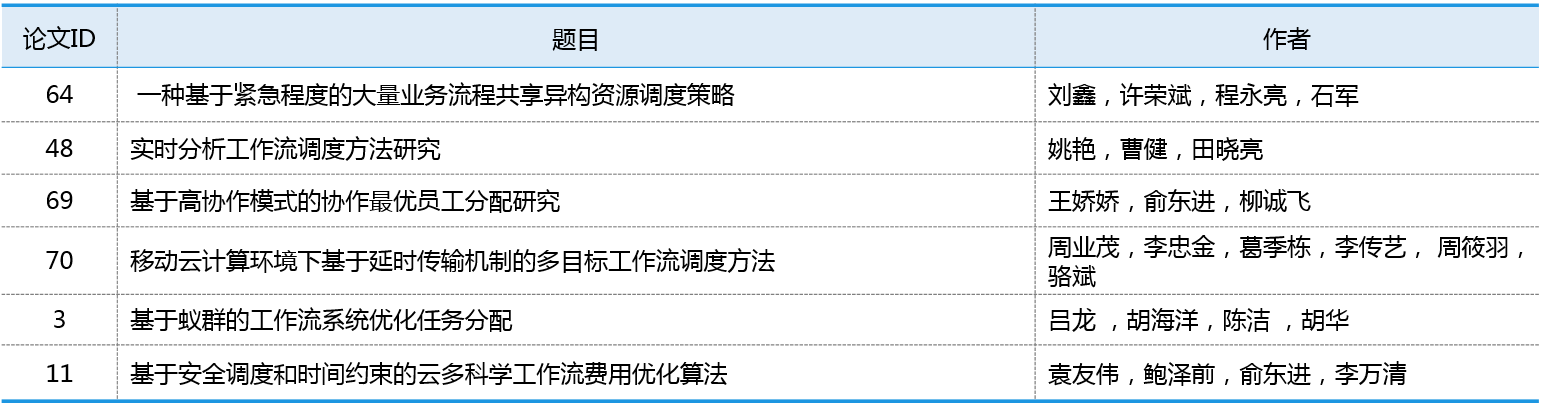 论文ID 题目 作者
64 一种基于紧急程度的大量业务流程共享异构资源调度策略 刘鑫，许荣斌，程永亮，石军
48 实时分析工作流调度方法研究 姚艳，曹健，田晓亮
69 基于高协作模式的协作最优员工分配研究 王娇娇，俞东进，柳诚飞
70 移动云计算环境下基于延时传输机制的多目标工作流调度方法 周业茂，李忠金，葛季栋，李传艺， 周筱羽，
骆斌
3 基于蚁群的工作流系统优化任务分配 吕龙 ，胡海洋，陈洁 ，胡华
11 基于安全调度和时间约束的云多科学工作流费用优化算法 袁友伟，鲍泽前，俞东进，李万清